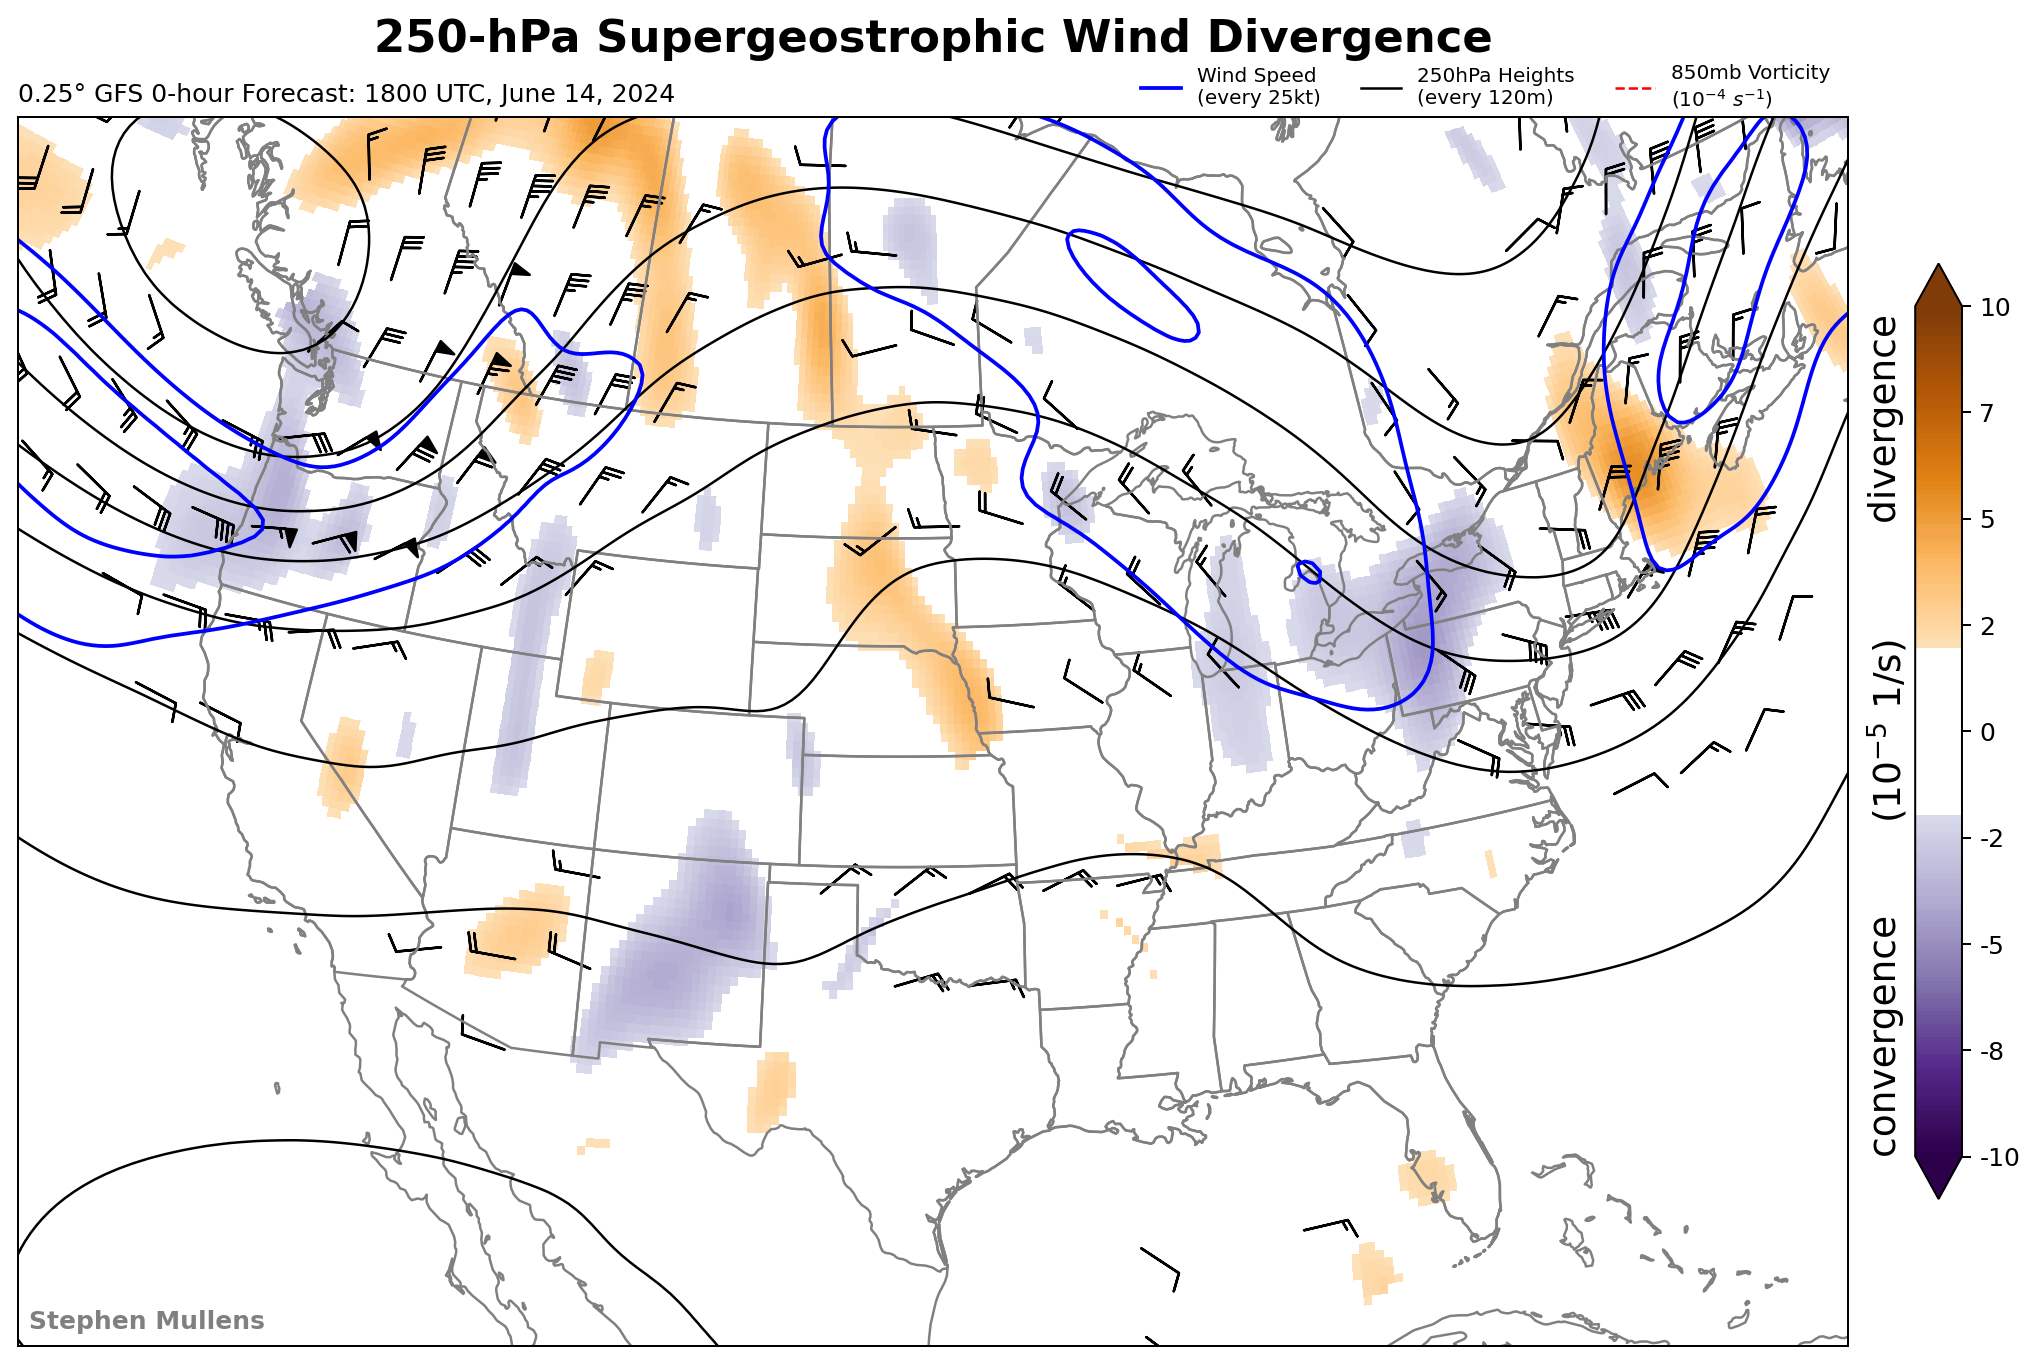 250-hPa Supergeostrophic Wind Divergence
0.25° GFS 0-hour Forecast: 1800 UTC, June 14, 2024
Wind Speed
(every 25kt)
250hPa Heights
(every 120m)
850mb Vorticity
(10⁻⁴ s⁻¹)
10
7
5
2
0
-2
-5
-8
-10
convergence (10⁻⁵ 1/s) divergence
Stephen Mullens